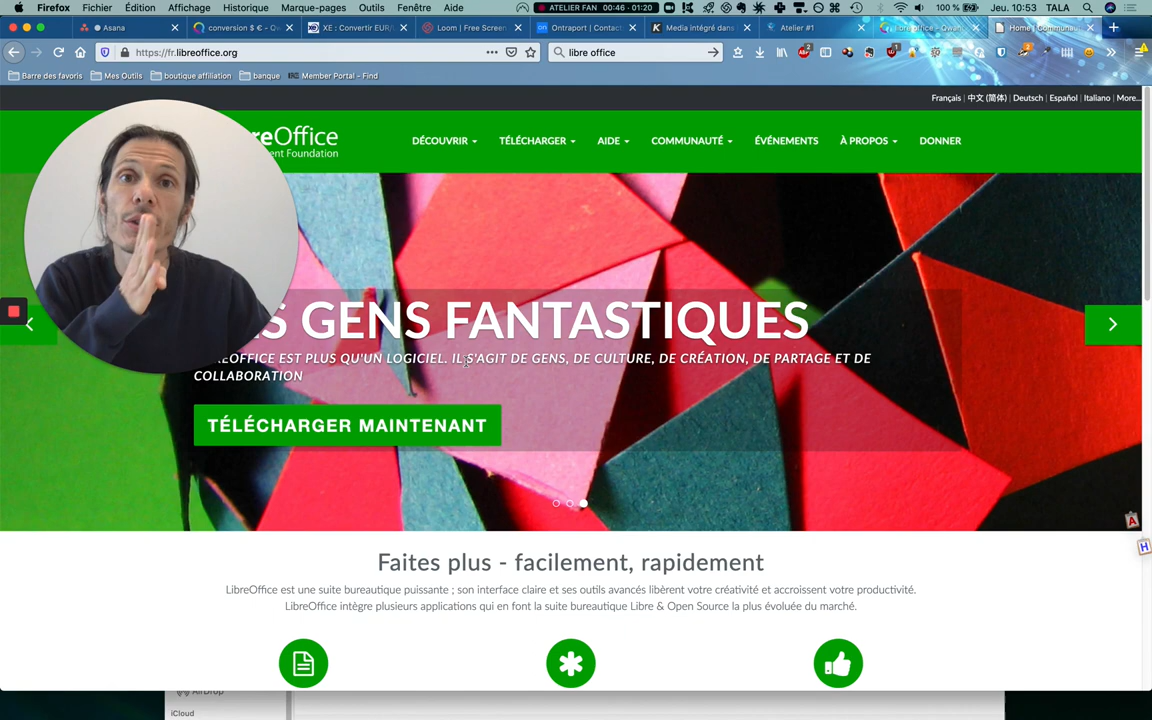 Firefox Fichier Édition Affichage Historique Marque-pages Outils Fenêtre Aide ATELIER FAN 00:46 - 01:20 100 % Jeu. 10:53 TALA
Asana conversion $ € - Qw XE : Convertir EUR/ Loom | Free Screen Ontraport | Contact Media intégré dans Atelier #1 libre office - Qwan Home | Communau
https://fr.libreoffice.org libre office
Barre des favoris Mes Outils boutique affiliation banque Member Portal - Find
Français | 中文 (简体) | Deutsch | Español | Italiano | More...
reOffice
ent Foundation
DÉCOUVRIR TÉLÉCHARGER AIDE COMMUNAUTÉ ÉVÉNEMENTS À PROPOS DONNER
S GENS FANTASTIQUES
EOFFICE EST PLUS QU'UN LOGICIEL. IL S'AGIT DE GENS, DE CULTURE, DE CRÉATION, DE PARTAGE ET DE
COLLABORATION
TÉLÉCHARGER MAINTENANT
A
H
Faites plus - facilement, rapidement
LibreOffice est une suite bureautique puissante ; son interface claire et ses outils avancés libèrent votre créativité et accroissent votre productivité.
LibreOffice intègre plusieurs applications qui en font la suite bureautique Libre & Open Source la plus évoluée du marché.
AirDrop
iCloud